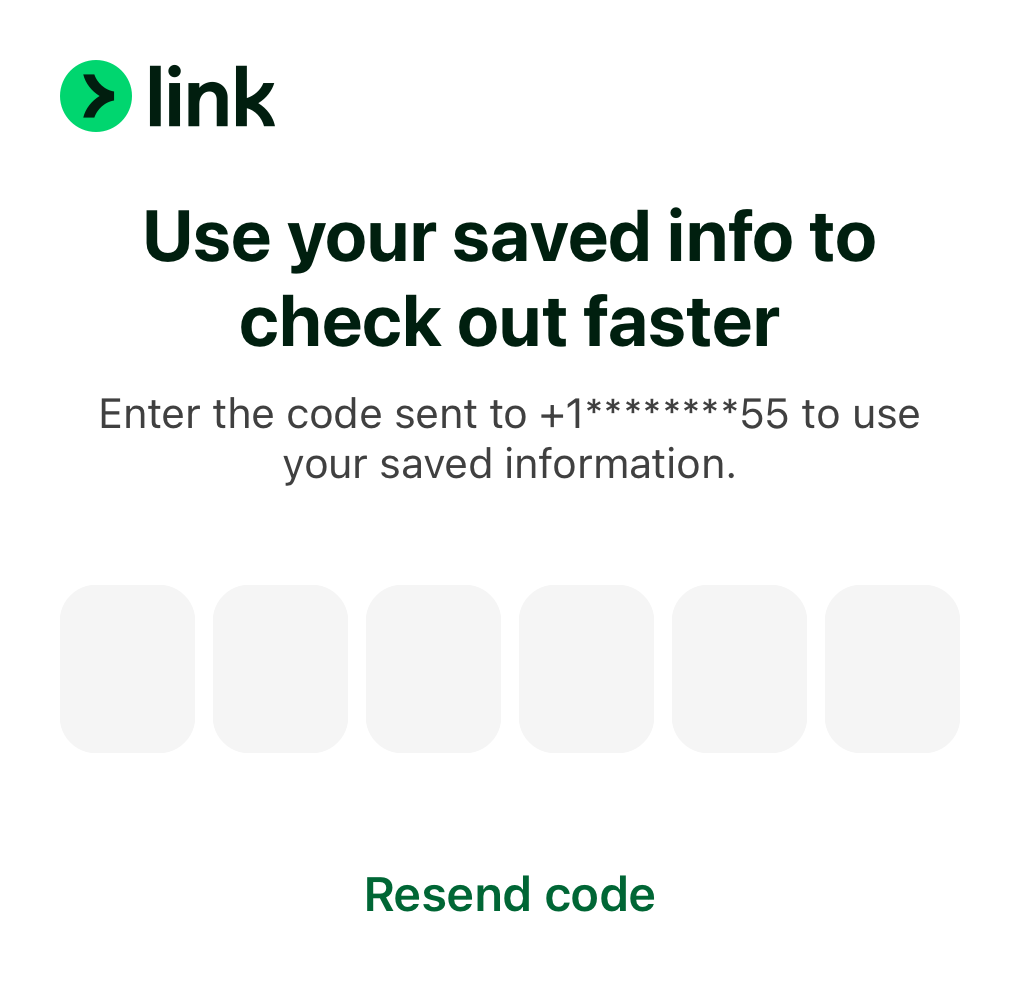 link
Use your saved info to
check out faster
Enter the code sent to +1********55 to use
your saved information.
Resend code